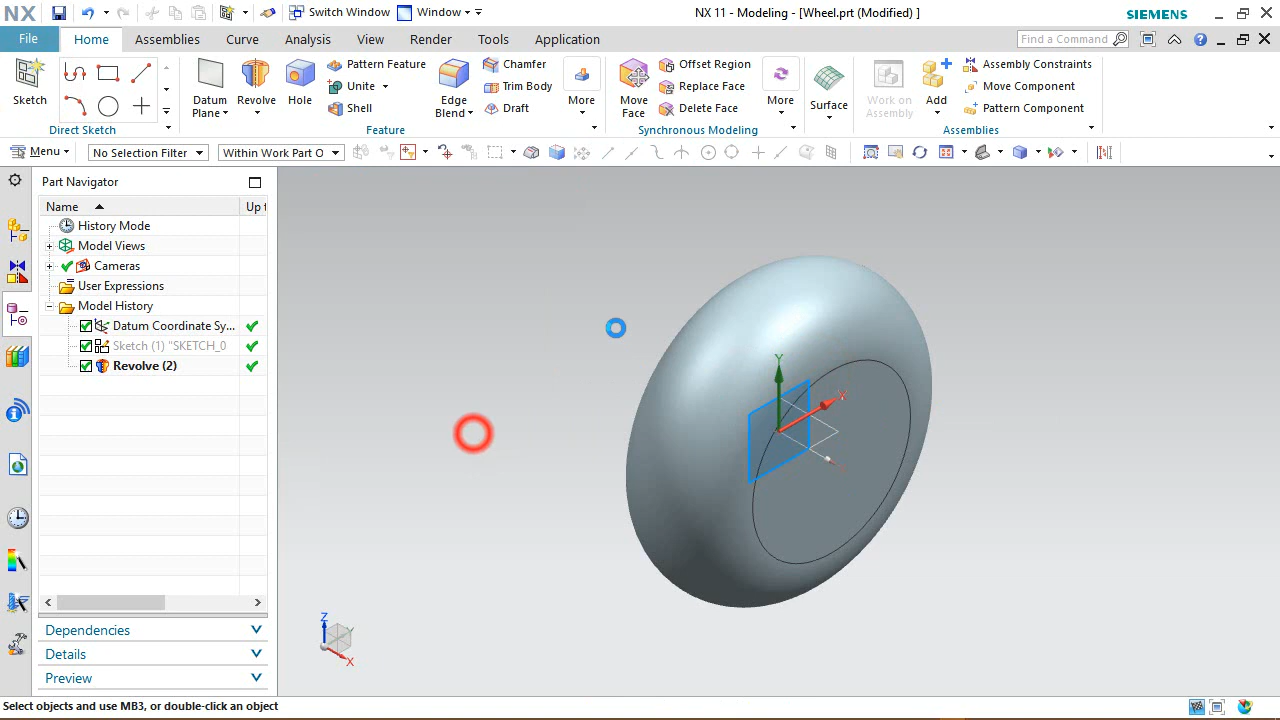 NX Switch Window Window NX 11 - Modeling - [Wheel.prt (Modified) ] SIEMENS
File Home Assemblies Curve Analysis View Render Tools Application Find a Command
Sketch
Direct Sketch
Datum Plane
Revolve
Hole
Pattern Feature
Unite
Shell
Edge Blend
Chamfer
Trim Body
Draft
More
Feature
Move Face
Offset Region
Replace Face
Delete Face
More
Synchronous Modeling
Surface
Work on Assembly
Add
Assembly Constraints
Move Component
Pattern Component
Assemblies
Menu No Selection Filter Within Work Part O
Part Navigator
Name Up t
History Mode
Model Views
Cameras
User Expressions
Model History
Datum Coordinate Sy...
Sketch (1) "SKETCH_0
Revolve (2)
Dependencies
Details
Preview
Y
X
Z
Y
X
Select objects and use MB3, or double-click an object